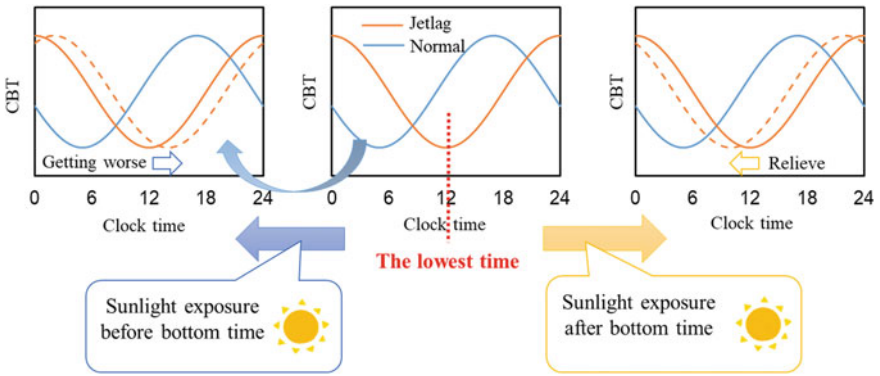 CBT
Getting worse
0 6 12 18 24
Clock time
Jetlag
Normal
CBT
0 6 12 18 24
Clock time
The lowest time
CBT
Relieve
0 6 12 18 24
Clock time
Sunlight exposure
before bottom time
Sunlight exposure
after bottom time